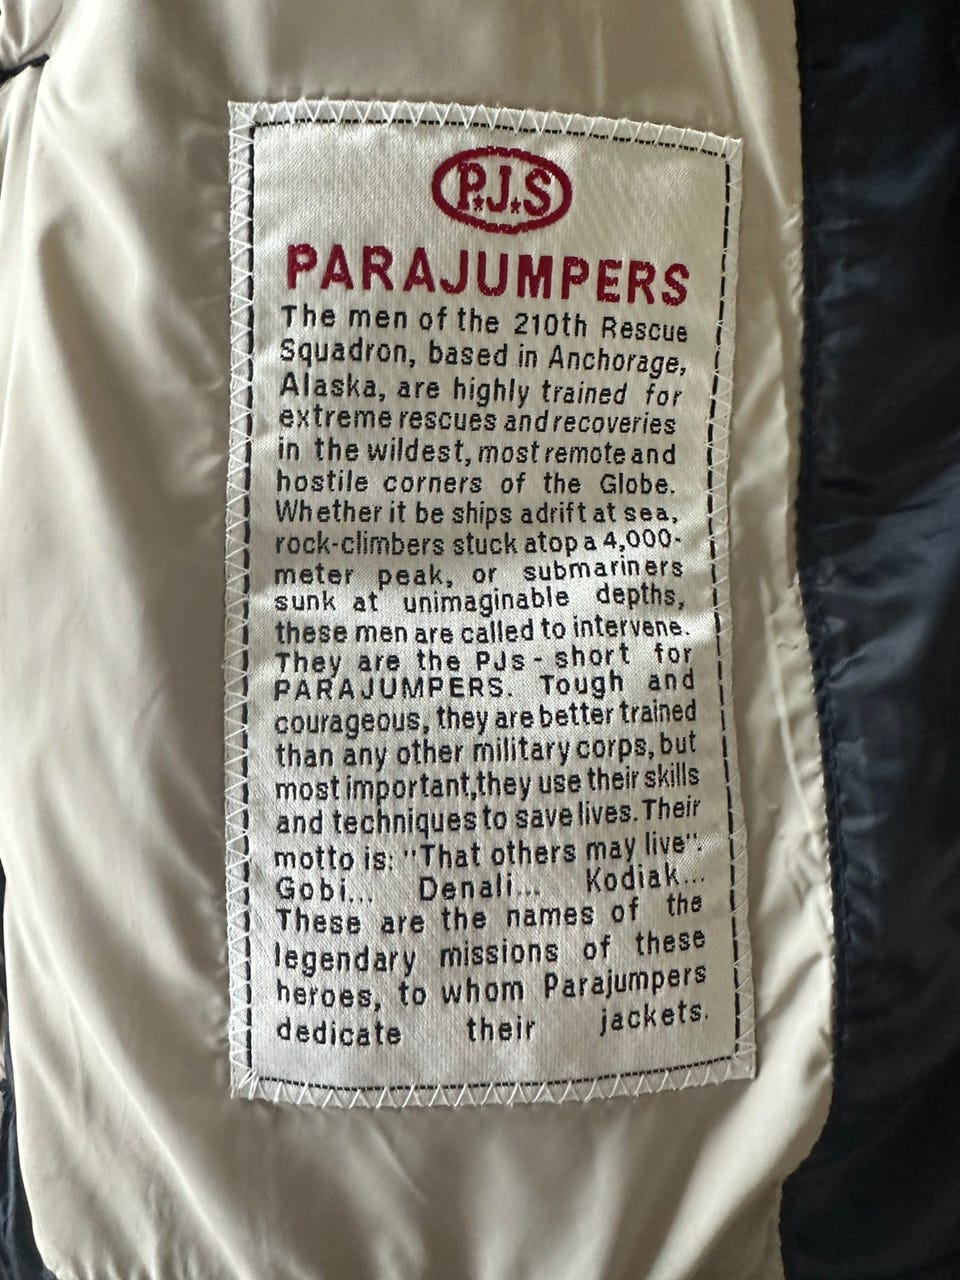 P.J.S
PARAJUMPERS
The men of the 210th Rescue
Squadron, based in Anchorage,
Alaska, are highly trained for
extreme rescues and recoveries
in the wildest, most remote and
hostile corners of the Globe.
Whether it be ships adrift at sea,
rock-climbers stuck atop a 4,000-
meter peak, or submariners
sunk at unimaginable depths,
these men are called to intervene.
They are the PJs - short for
PARAJUMPERS. Tough and
courageous, they are better trained
than any other military corps, but
most important,they use their skills
and techniques to save lives. Their
motto is: "That others may live".
Gobi... Denali... Kodiak...
These are the names of the
legendary missions of these
heroes, to whom Parajumpers
dedicate their jackets.